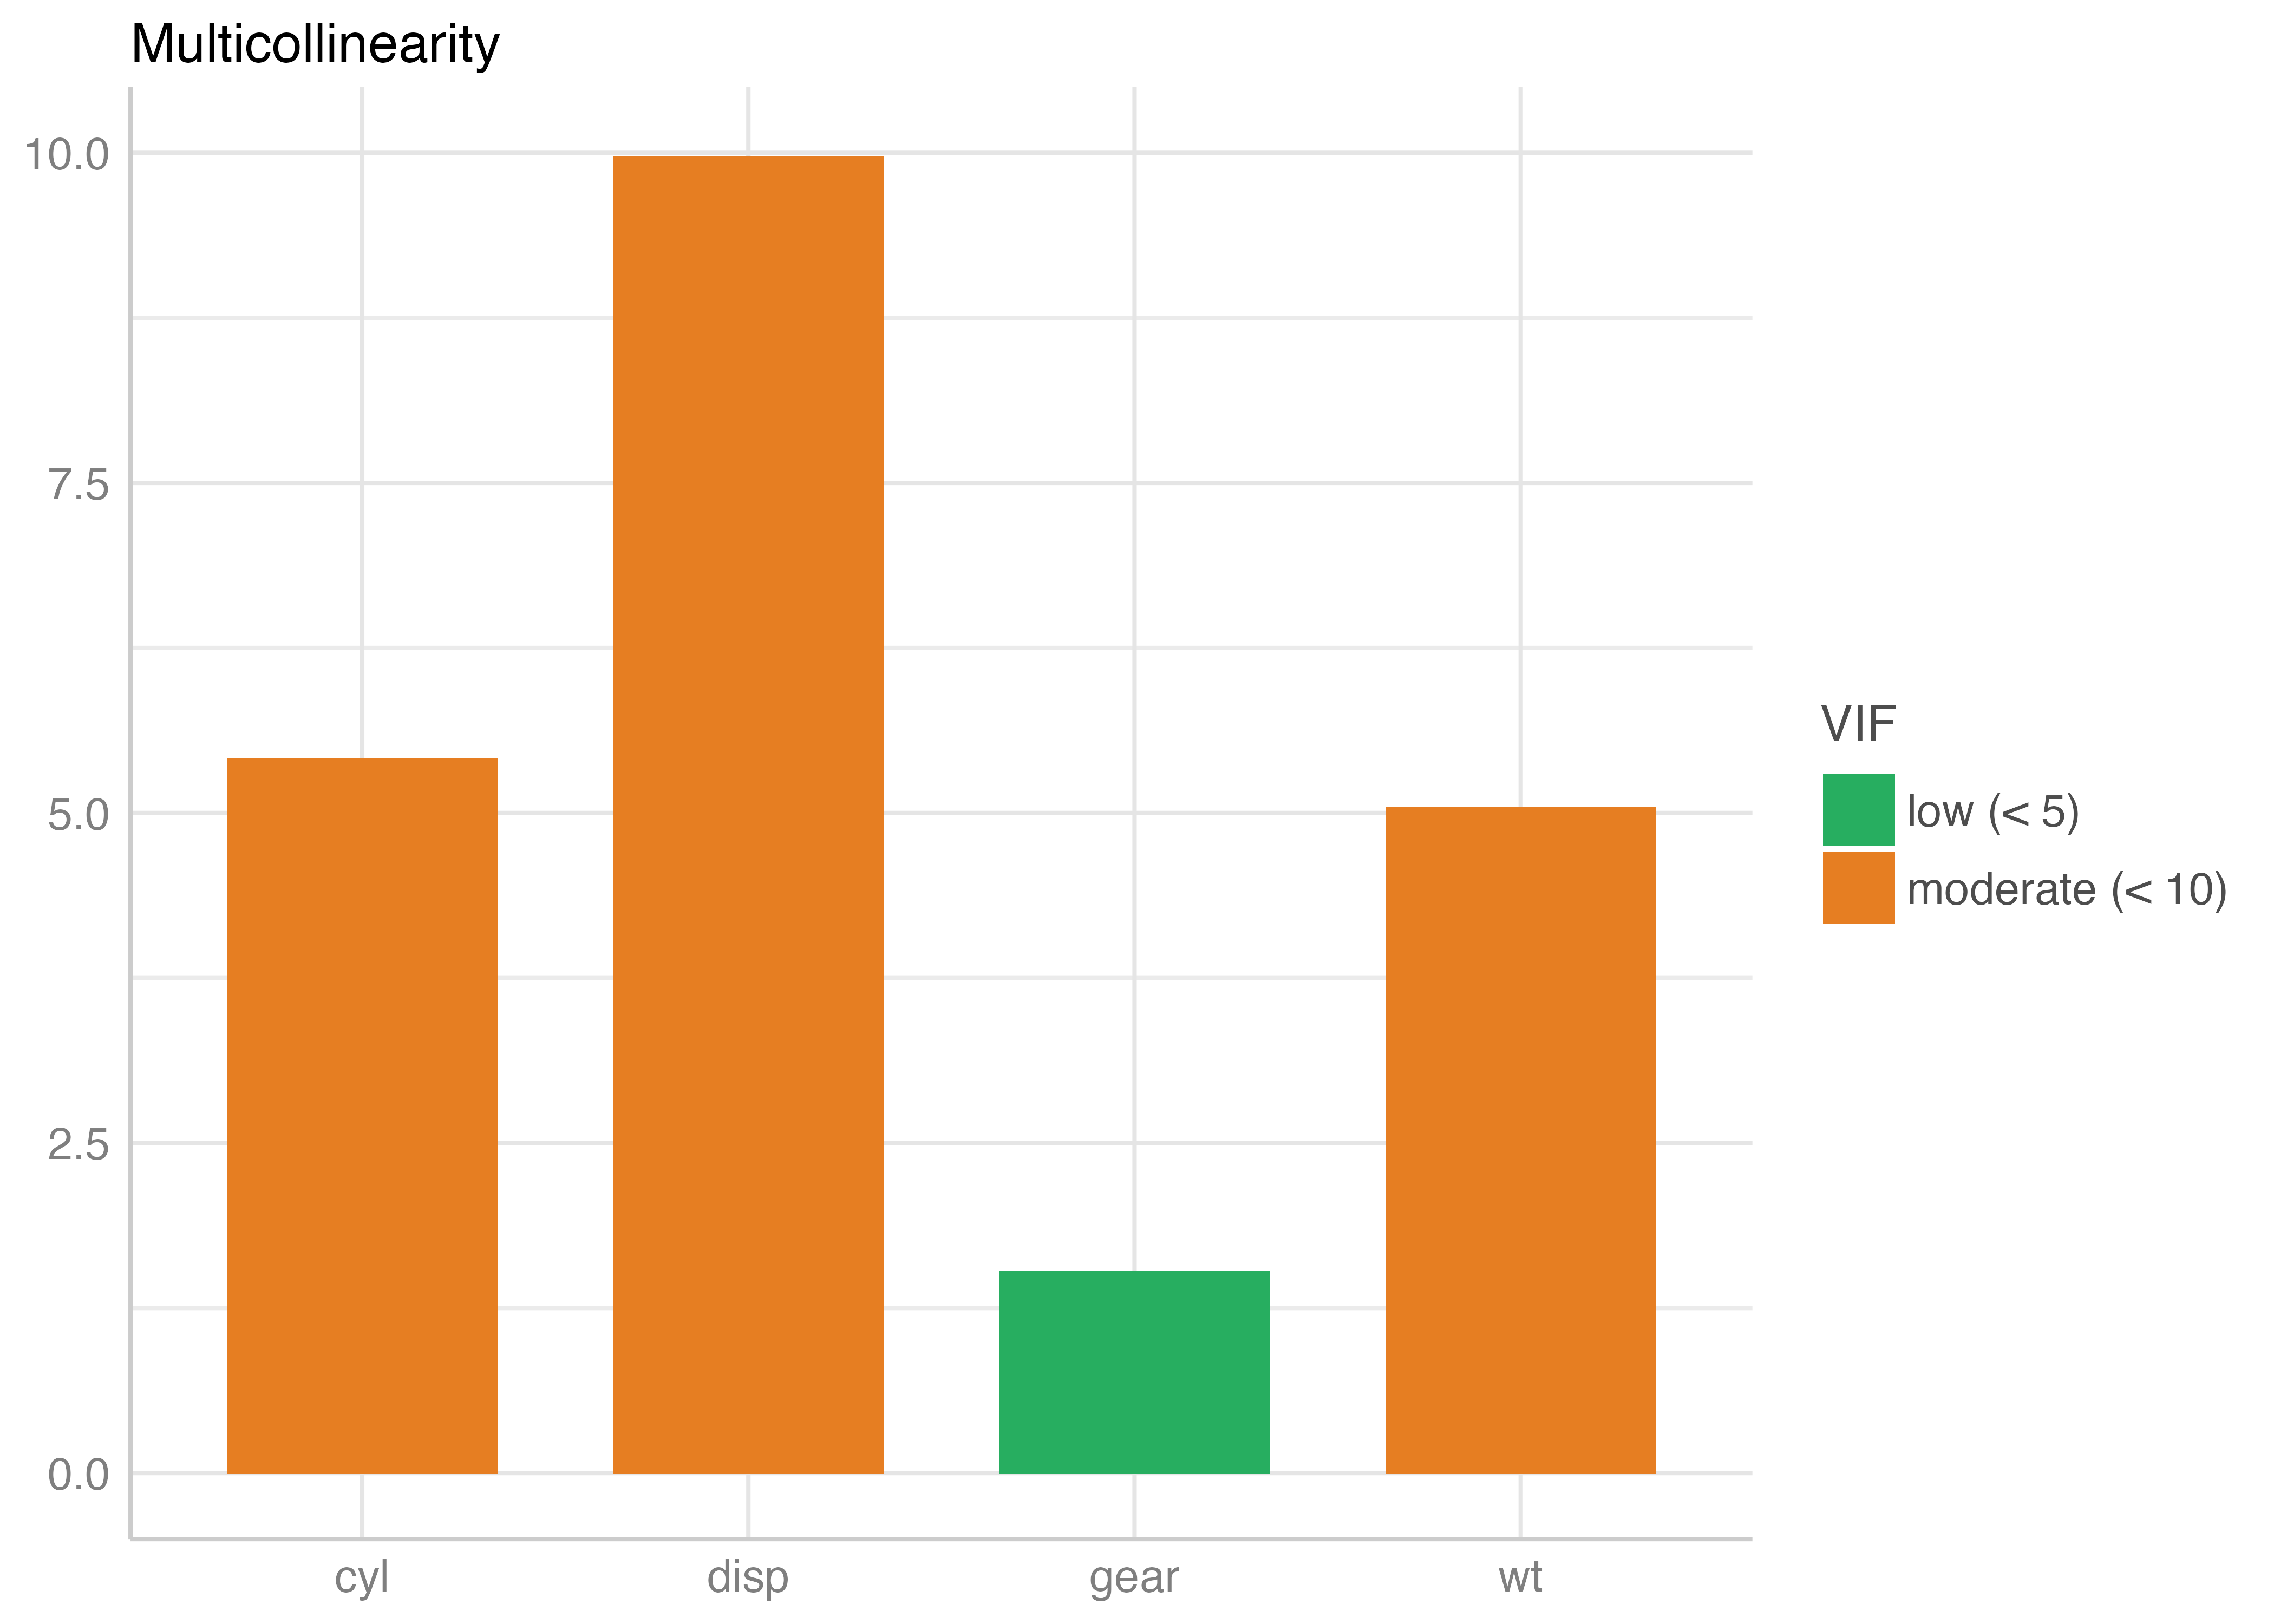 Multicollinearity
10.0
7.5
5.0
2.5
0.0
cyl disp gear wt
VIF
low (< 5)
moderate (< 10)